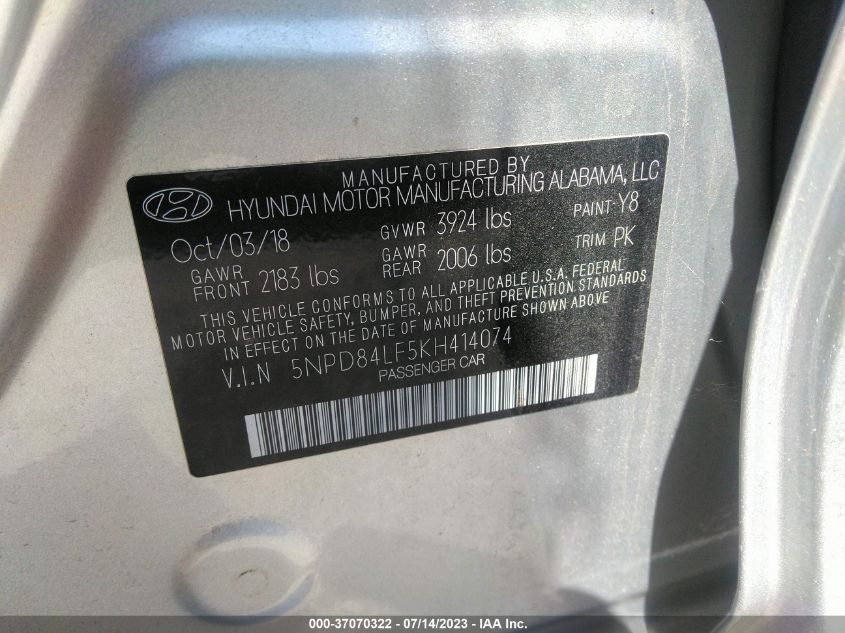 MANUFACTURED BY
HYUNDAI MOTOR MANUFACTURING ALABAMA, LLC
Oct/03/18 GVWR 3924 lbs PAINT Y8
GAWR FRONT 2183 lbs GAWR REAR 2006 lbs TRIM PK
THIS VEHICLE CONFORMS TO ALL APPLICABLE U.S.A. FEDERAL
MOTOR VEHICLE SAFETY, BUMPER, AND THEFT PREVENTION STANDARDS
IN EFFECT ON THE DATE OF MANUFACTURE SHOWN ABOVE
V.I.N 5NPD84LF5KH414074
PASSENGER CAR
000-37070322 - 07/14/2023 - IAA Inc.